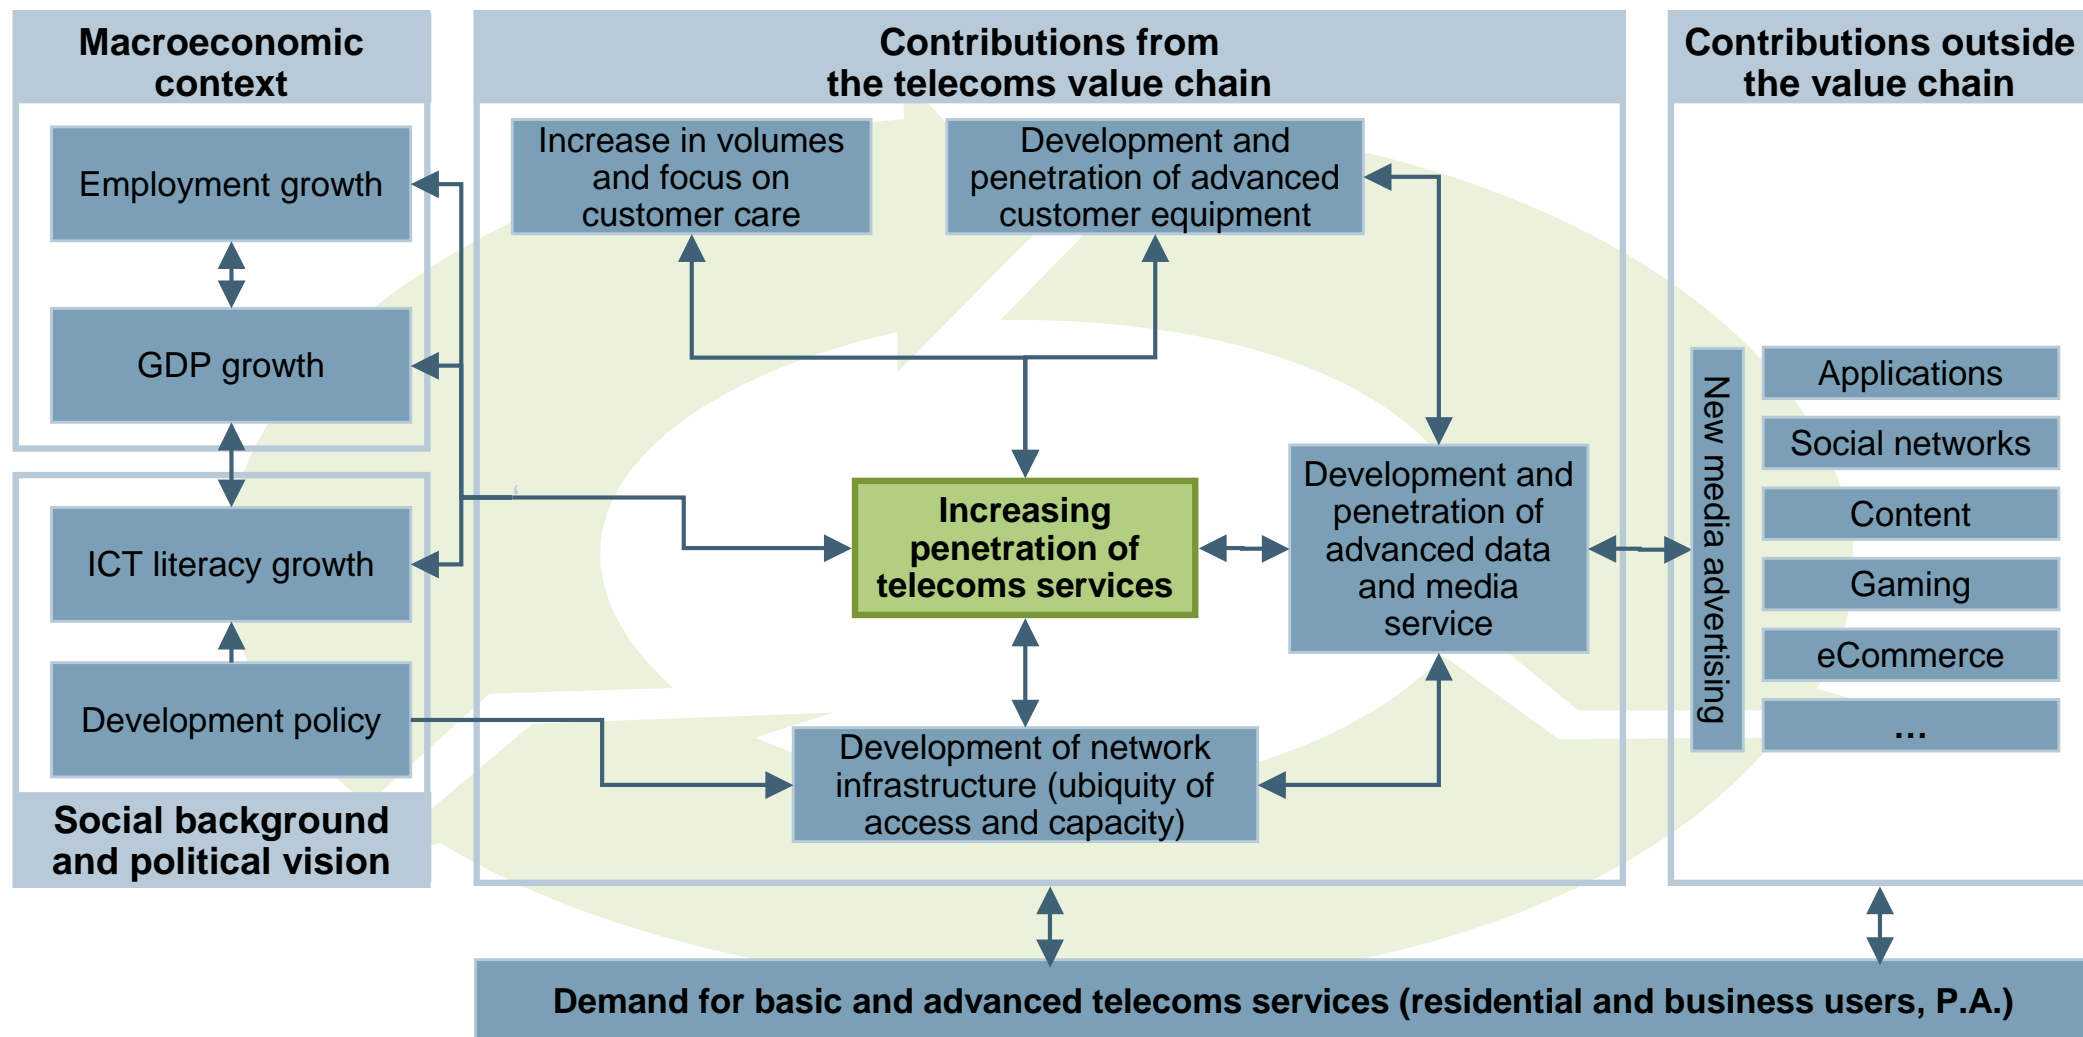 Macroeconomic
context
Employment growth
GDP growth
ICT literacy growth
Development policy
Social background
and political vision
Contributions from
the telecoms value chain
Increase in volumes
and focus on
customer care
Development and
penetration of advanced
customer equipment
‘
Increasing
penetration of
telecoms services
Development and
penetration of
advanced data
and media
service
Development of network
infrastructure (ubiquity of
access and capacity)
Contributions outside
the value chain
New media advertising
Applications
Social networks
Content
Gaming
eCommerce
...
Demand for basic and advanced telecoms services (residential and business users, P.A.)